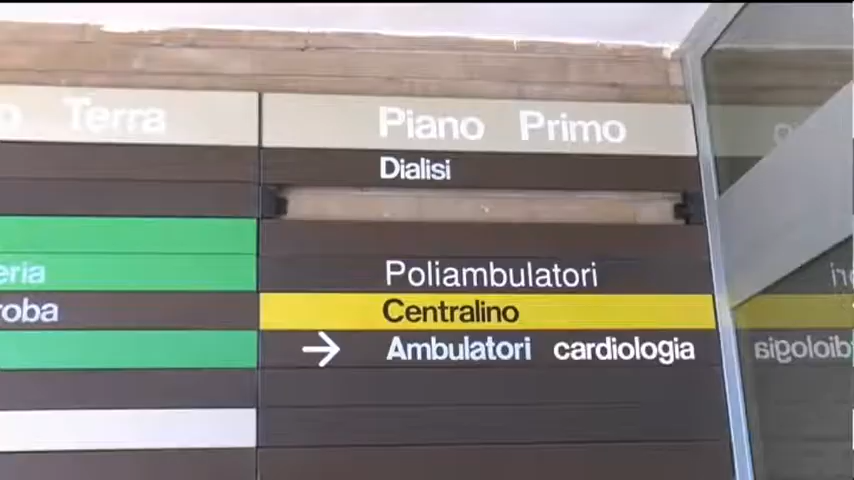 Terra
Piano Primo
Dialisi
Poliambulatori
Centralino
→ Ambulatori cardiologia